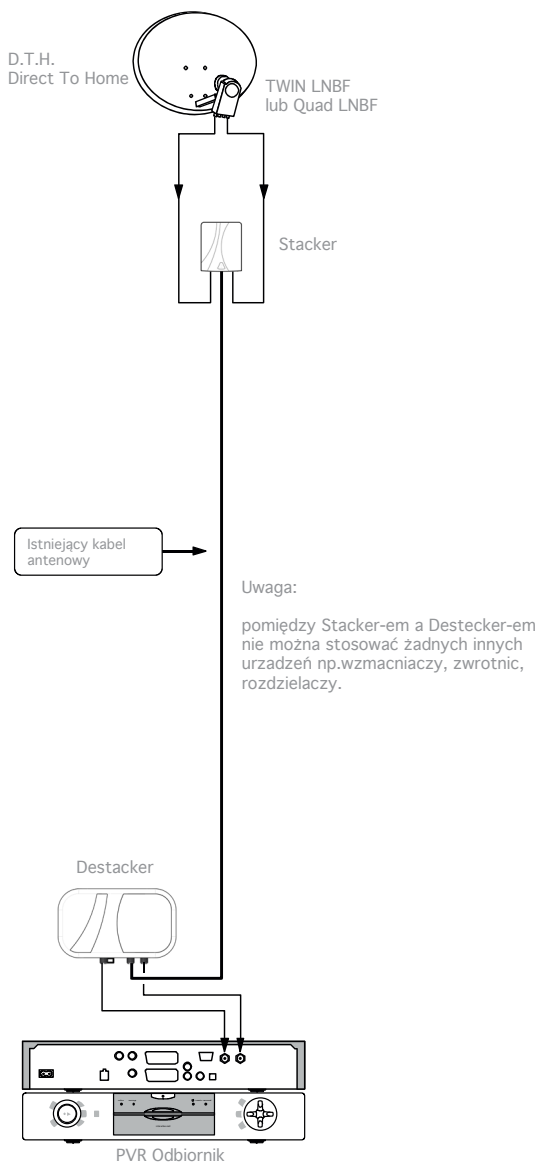 D.T.H.
Direct To Home
TWIN LNBF
lub Quad LNBF
Stacker
Istniejący kabel
antenowy
Uwaga:
pomiędzy Stacker-em a Destecker-em
nie można stosować żadnych innych
urzadzeń np.wzmacniaczy, zwrotnic,
rozdzielaczy.
Destacker
PVR Odbiornik